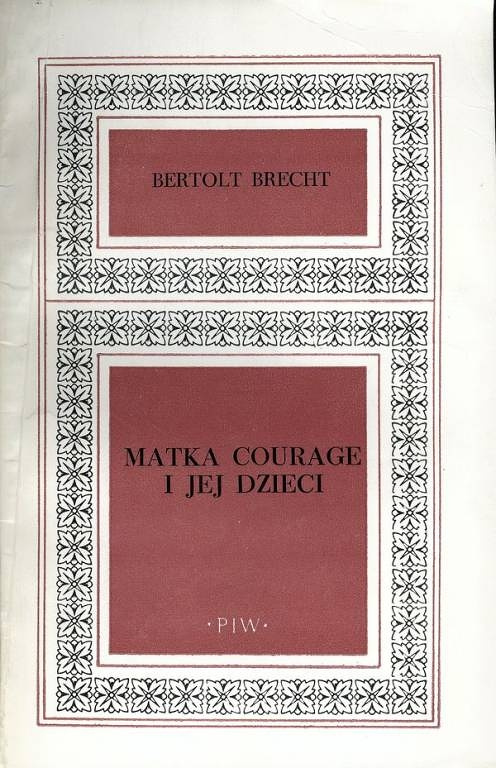 BERTOLT BRECHT
MATKA COURAGE
I JEJ DZIECI
·PIW·